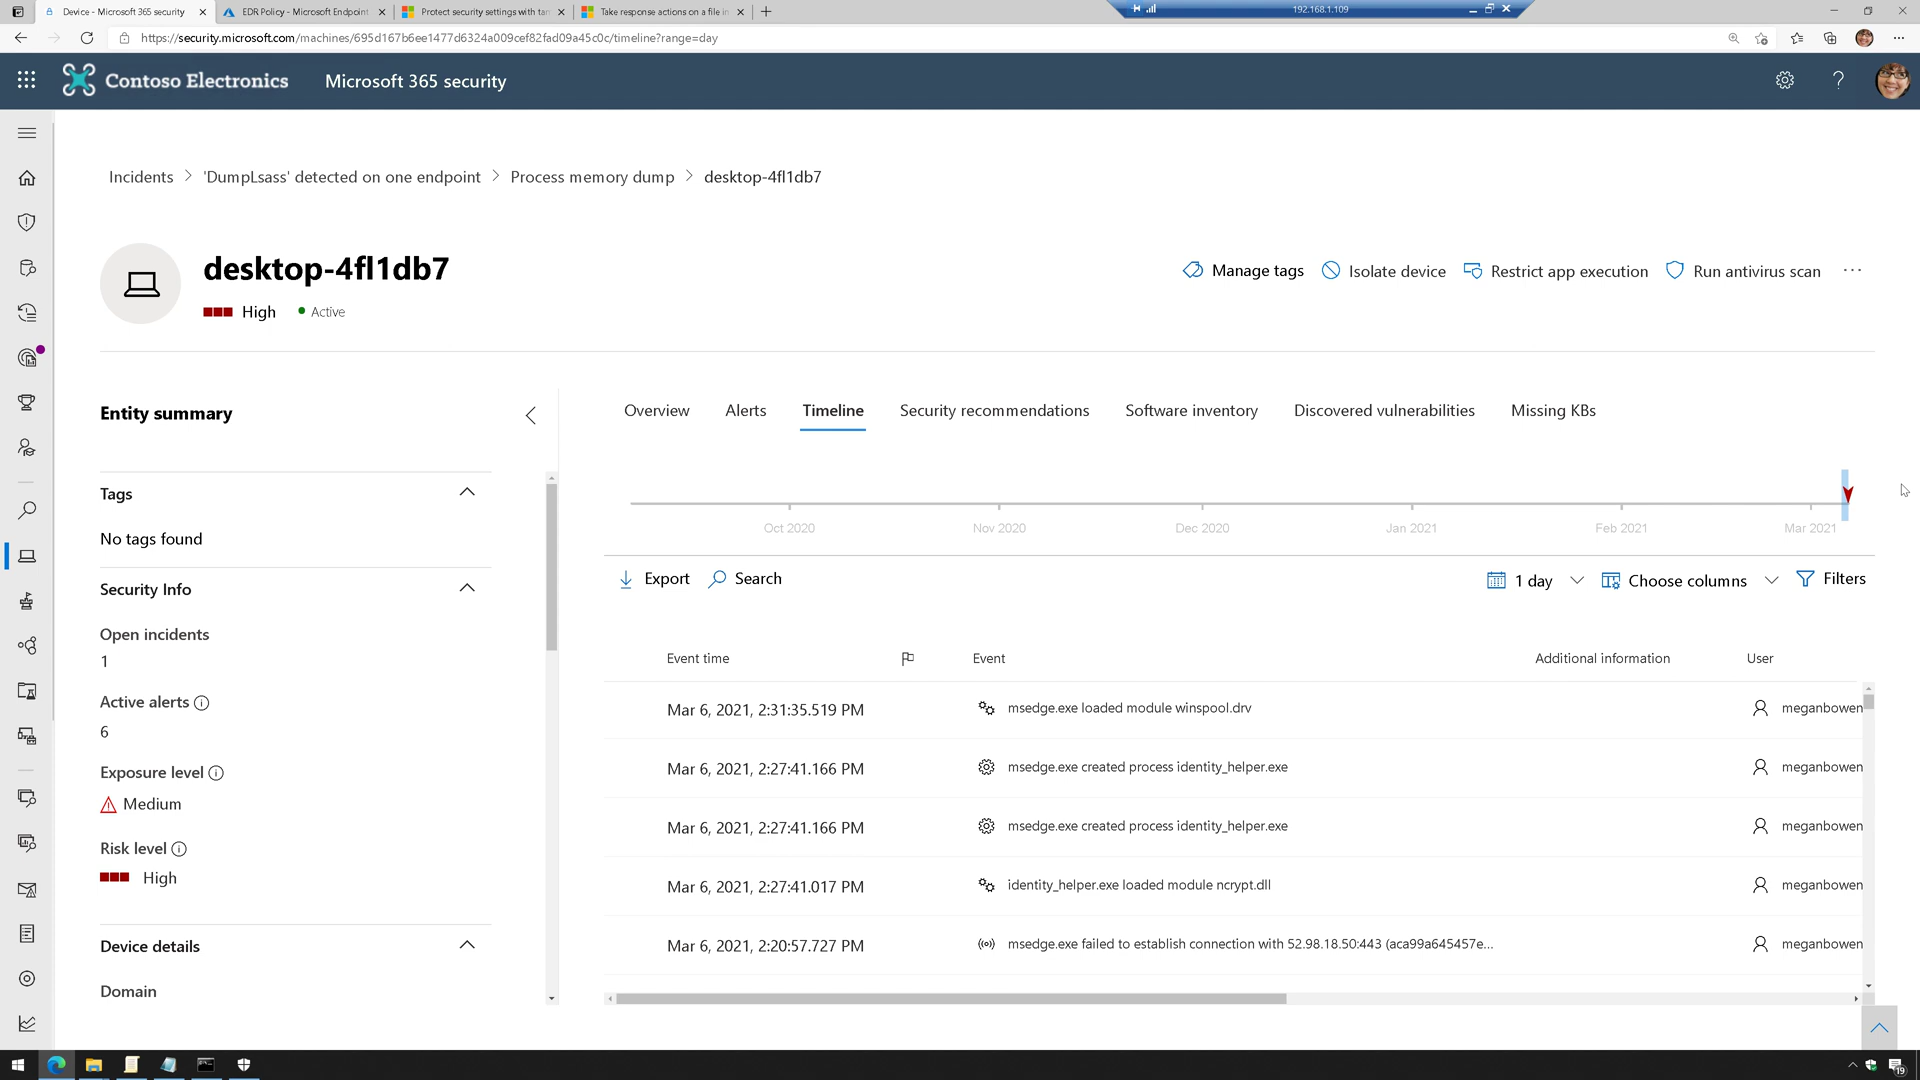 Device - Microsoft 365 security
EDR Policy - Microsoft Endpoint
Protect security settings with tam
Take response actions on a file in
192.168.1.109
https://security.microsoft.com/machines/695d167b6ee1477d6324a009cef82fad09a45c0c/timeline?range=day
Contoso Electronics
Microsoft 365 security
Incidents > 'DumpLsass' detected on one endpoint > Process memory dump > desktop-4fl1db7
desktop-4fl1db7
High
Active
Manage tags
Isolate device
Restrict app execution
Run antivirus scan
Entity summary
Tags
No tags found
Security Info
Open incidents
1
Active alerts
6
Exposure level
Medium
Risk level
High
Device details
Domain
Overview
Alerts
Timeline
Security recommendations
Software inventory
Discovered vulnerabilities
Missing KBs
Oct 2020
Nov 2020
Dec 2020
Jan 2021
Feb 2021
Mar 2021
Export
Search
1 day
Choose columns
Filters
Event time
Event
Additional information
User
Mar 6, 2021, 2:31:35.519 PM
msedge.exe loaded module winspool.drv
meganbowen
Mar 6, 2021, 2:27:41.166 PM
msedge.exe created process identity_helper.exe
meganbowen
Mar 6, 2021, 2:27:41.166 PM
msedge.exe created process identity_helper.exe
meganbowen
Mar 6, 2021, 2:27:41.017 PM
identity_helper.exe loaded module ncrypt.dll
meganbowen
Mar 6, 2021, 2:20:57.727 PM
msedge.exe failed to establish connection with 52.98.18.50:443 (aca99a645457e...
meganbowen
19